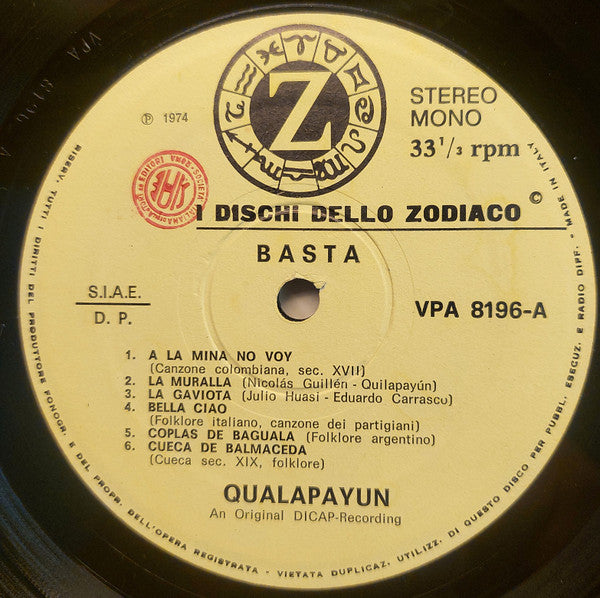 VPA 8196 A
Z
℗ 1974
STEREO
MONO
33 1/3 rpm
I DISCHI DELLO ZODIACO ©
BASTA
S.I.A.E.
D. P.
VPA 8196-A
1. A LA MINA NO VOY
(Canzone colombiana, sec. XVII)
2. LA MURALLA (Nicolás Guillén - Quilapayún)
3. LA GAVIOTA (Julio Huasi - Eduardo Carrasco)
4. BELLA CIAO
(Folklore italiano, canzone dei partigiani)
5. COPLAS DE BAGUALA (Folklore argentino)
6. CUECA DE BALMACEDA
(Cueca sec. XIX, folklore)
QUALAPAYUN
An Original DICAP-Recording
RISERV. TUTTI I DIRITTI DEL PRODUTTORE FONOGR. E DEL PROPR. DELL'OPERA REGISTRATA - VIETATA DUPLICAZ. UTILIZZ. DI QUESTO DISCO PER PUBBL. ESECUZ. E RADIO DIFF. - MADE IN ITALY